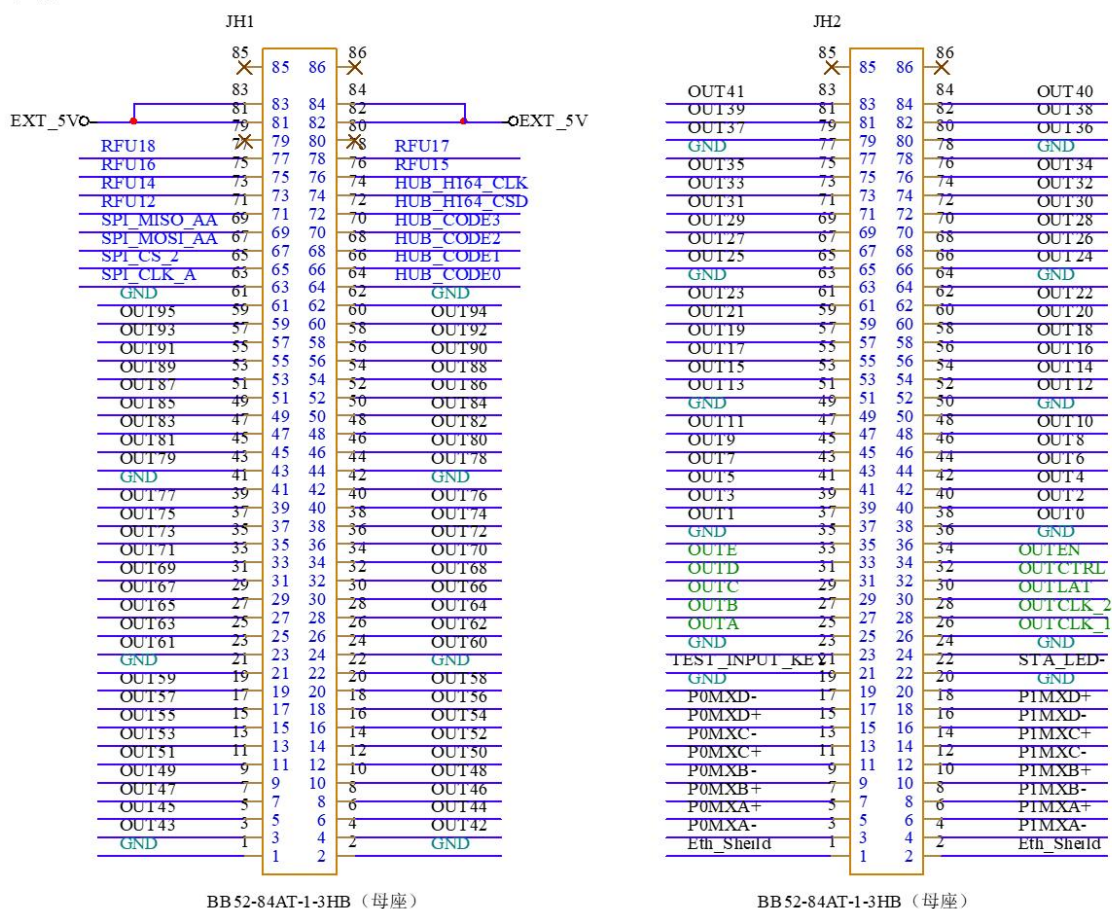 JH1
85 85 86 86
83 83 84 84
EXT_5V 81 81 82 82 EXT_5V
79 79 80 80
RFU18 77 78 RFU17
RFU16 75 75 76 76 RFU15
RFU14 73 73 74 74 HUB_H164_CLK
RFU12 71 71 72 72 HUB_H164_CSD
SPI_MISO_AA 69 69 70 70 HUB_CODE3
SPI_MOSI_AA 67 67 68 68 HUB_CODE2
SPI_CS_2 65 65 66 66 HUB_CODE1
SPI_CLK_A 63 63 64 64 HUB_CODE0
GND 61 61 62 62 GND
OUT95 59 59 60 60 OUT94
OUT93 57 57 58 58 OUT92
OUT91 55 55 56 56 OUT90
OUT89 53 53 54 54 OUT88
OUT87 51 51 52 52 OUT86
OUT85 49 49 50 50 OUT84
OUT83 47 47 48 48 OUT82
OUT81 45 45 46 46 OUT80
OUT79 43 43 44 44 OUT78
GND 41 41 42 42 GND
OUT77 39 39 40 40 OUT76
OUT75 37 37 38 38 OUT74
OUT73 35 35 36 36 OUT72
OUT71 33 33 34 34 OUT70
OUT69 31 31 32 32 OUT68
OUT67 29 29 30 30 OUT66
OUT65 27 27 28 28 OUT64
OUT63 25 25 26 26 OUT62
OUT61 23 23 24 24 OUT60
GND 21 21 22 22 GND
OUT59 19 19 20 20 OUT58
OUT57 17 17 18 18 OUT56
OUT55 15 15 16 16 OUT54
OUT53 13 13 14 14 OUT52
OUT51 11 11 12 12 OUT50
OUT49 9 9 10 10 OUT48
OUT47 7 7 8 8 OUT46
OUT45 5 5 6 6 OUT44
OUT43 3 3 4 4 OUT42
GND 1 1 2 2 GND
BB52-84AT-1-3HB（母座）
JH2
85 85 86 86
OUT41 83 83 84 84 OUT40
OUT39 81 81 82 82 OUT38
OUT37 79 79 80 80 OUT36
GND 77 77 78 78 GND
OUT35 75 75 76 76 OUT34
OUT33 73 73 74 74 OUT32
OUT31 71 71 72 72 OUT30
OUT29 69 69 70 70 OUT28
OUT27 67 67 68 68 OUT26
OUT25 65 65 66 66 OUT24
GND 63 63 64 64 GND
OUT23 61 61 62 62 OUT22
OUT21 59 59 60 60 OUT20
OUT19 57 57 58 58 OUT18
OUT17 55 55 56 56 OUT16
OUT15 53 53 54 54 OUT14
OUT13 51 51 52 52 OUT12
GND 49 49 50 50 GND
OUT11 47 47 48 48 OUT10
OUT9 45 45 46 46 OUT8
OUT7 43 43 44 44 OUT6
OUT5 41 41 42 42 OUT4
OUT3 39 39 40 40 OUT2
OUT1 37 37 38 38 OUT0
GND 35 35 36 36 GND
OUTE 33 33 34 34 OUTEN
OUTD 31 31 32 32 OUTCTRL
OUTC 29 29 30 30 OUTLAT
OUTB 27 27 28 28 OUTCLK_2
OUTA 25 25 26 26 OUTCLK_1
GND 23 23 24 24 GND
TEST_INPUT_KEY 21 21 22 22 STA_LED-
GND 19 19 20 20 GND
P0MXD- 17 17 18 18 P1MXD+
P0MXD+ 15 15 16 16 P1MXD-
P0MXC- 13 13 14 14 P1MXC+
P0MXC+ 11 11 12 12 P1MXC-
P0MXB- 9 9 10 10 P1MXB+
P0MXB+ 7 7 8 8 P1MXB-
P0MXA+ 5 5 6 6 P1MXA+
P0MXA- 3 3 4 4 P1MXA-
Eth_Sheild 1 1 2 2 Eth_Sheild
BB52-84AT-1-3HB（母座）